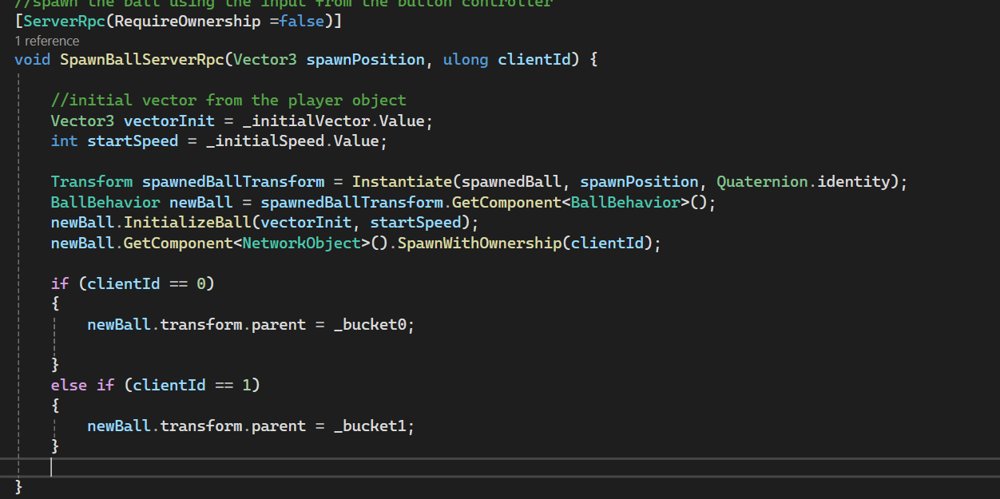 //spawn the ball using the input from the button controller
[ServerRpc(RequireOwnership =false)]
1 reference
void SpawnBallServerRpc(Vector3 spawnPosition, ulong clientId) {
//initial vector from the player object
Vector3 vectorInit = _initialVector.Value;
int startSpeed = _initialSpeed.Value;
Transform spawnedBallTransform = Instantiate(spawnedBall, spawnPosition, Quaternion.identity);
BallBehavior newBall = spawnedBallTransform.GetComponent<BallBehavior>();
newBall.InitializeBall(vectorInit, startSpeed);
newBall.GetComponent<NetworkObject>().SpawnWithOwnership(clientId);
if (clientId == 0)
{
newBall.transform.parent = _bucket0;
}
else if (clientId == 1)
{
newBall.transform.parent = _bucket1;
}
}